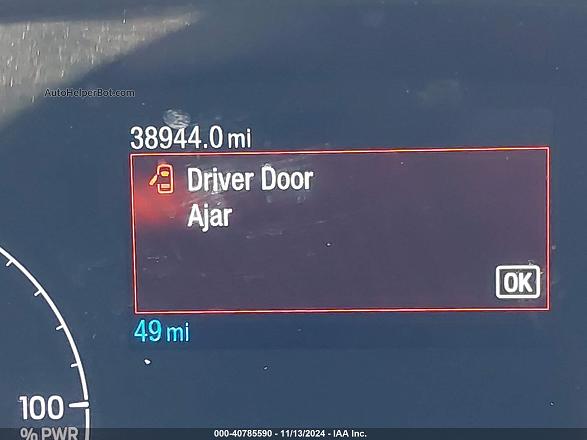 AutoHelperBot.com
38944.0 mi
Driver Door
Ajar
OK
49 mi
100
% PWR
000-40785590 - 11/13/2024 - IAA Inc.